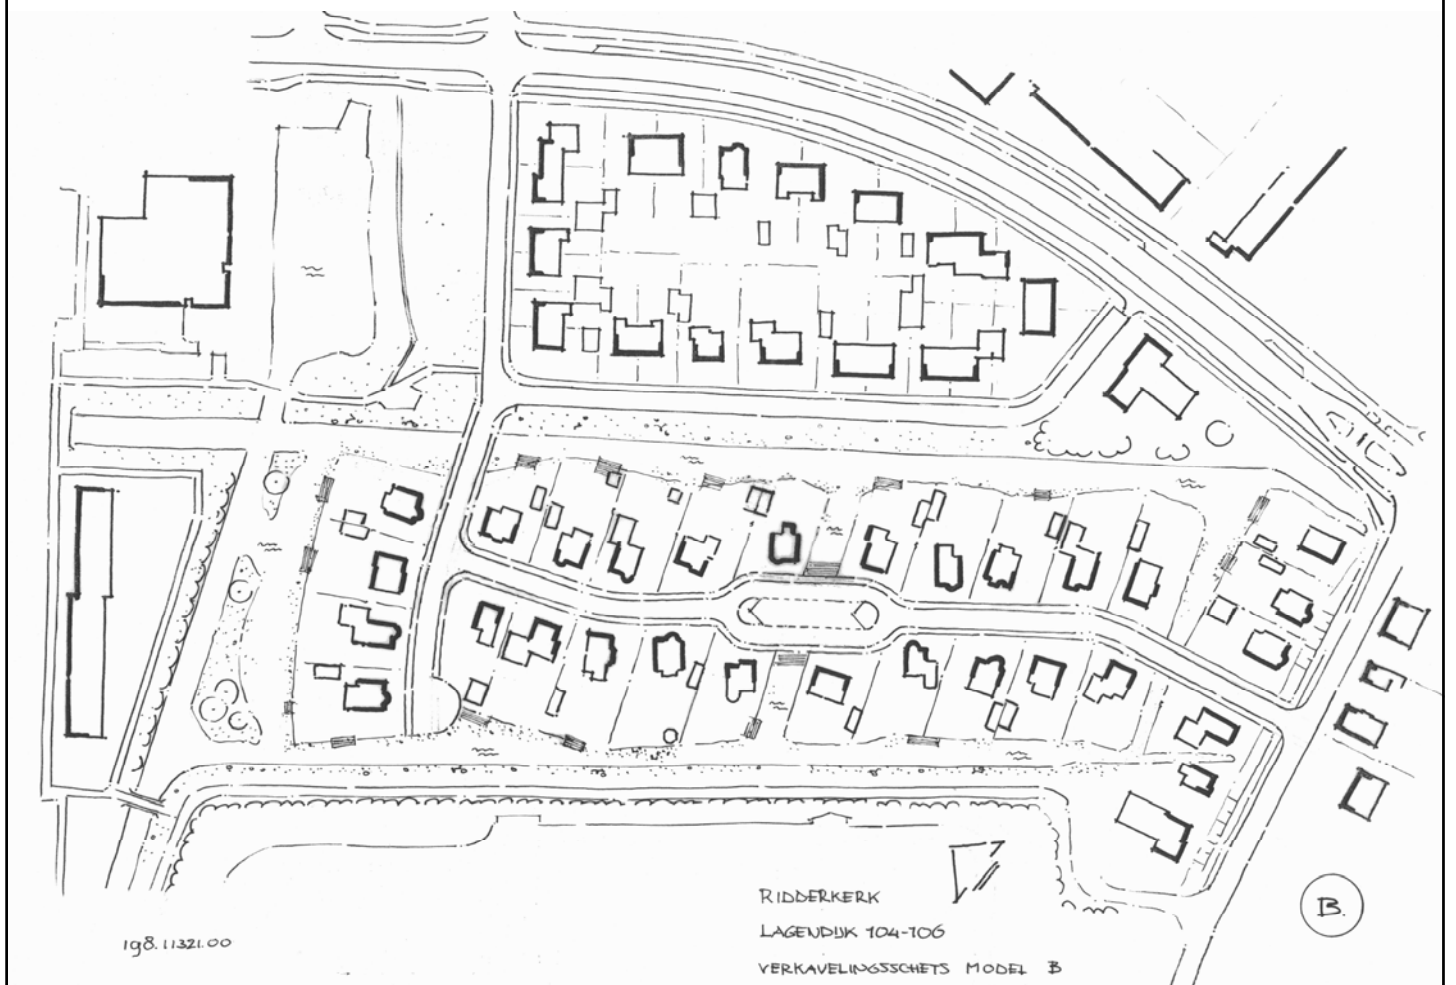 RIDDERKERK
LAGENDIJK 104-106
VERKAVELINGSSCHETS MODEL B
B.
198.11321.00